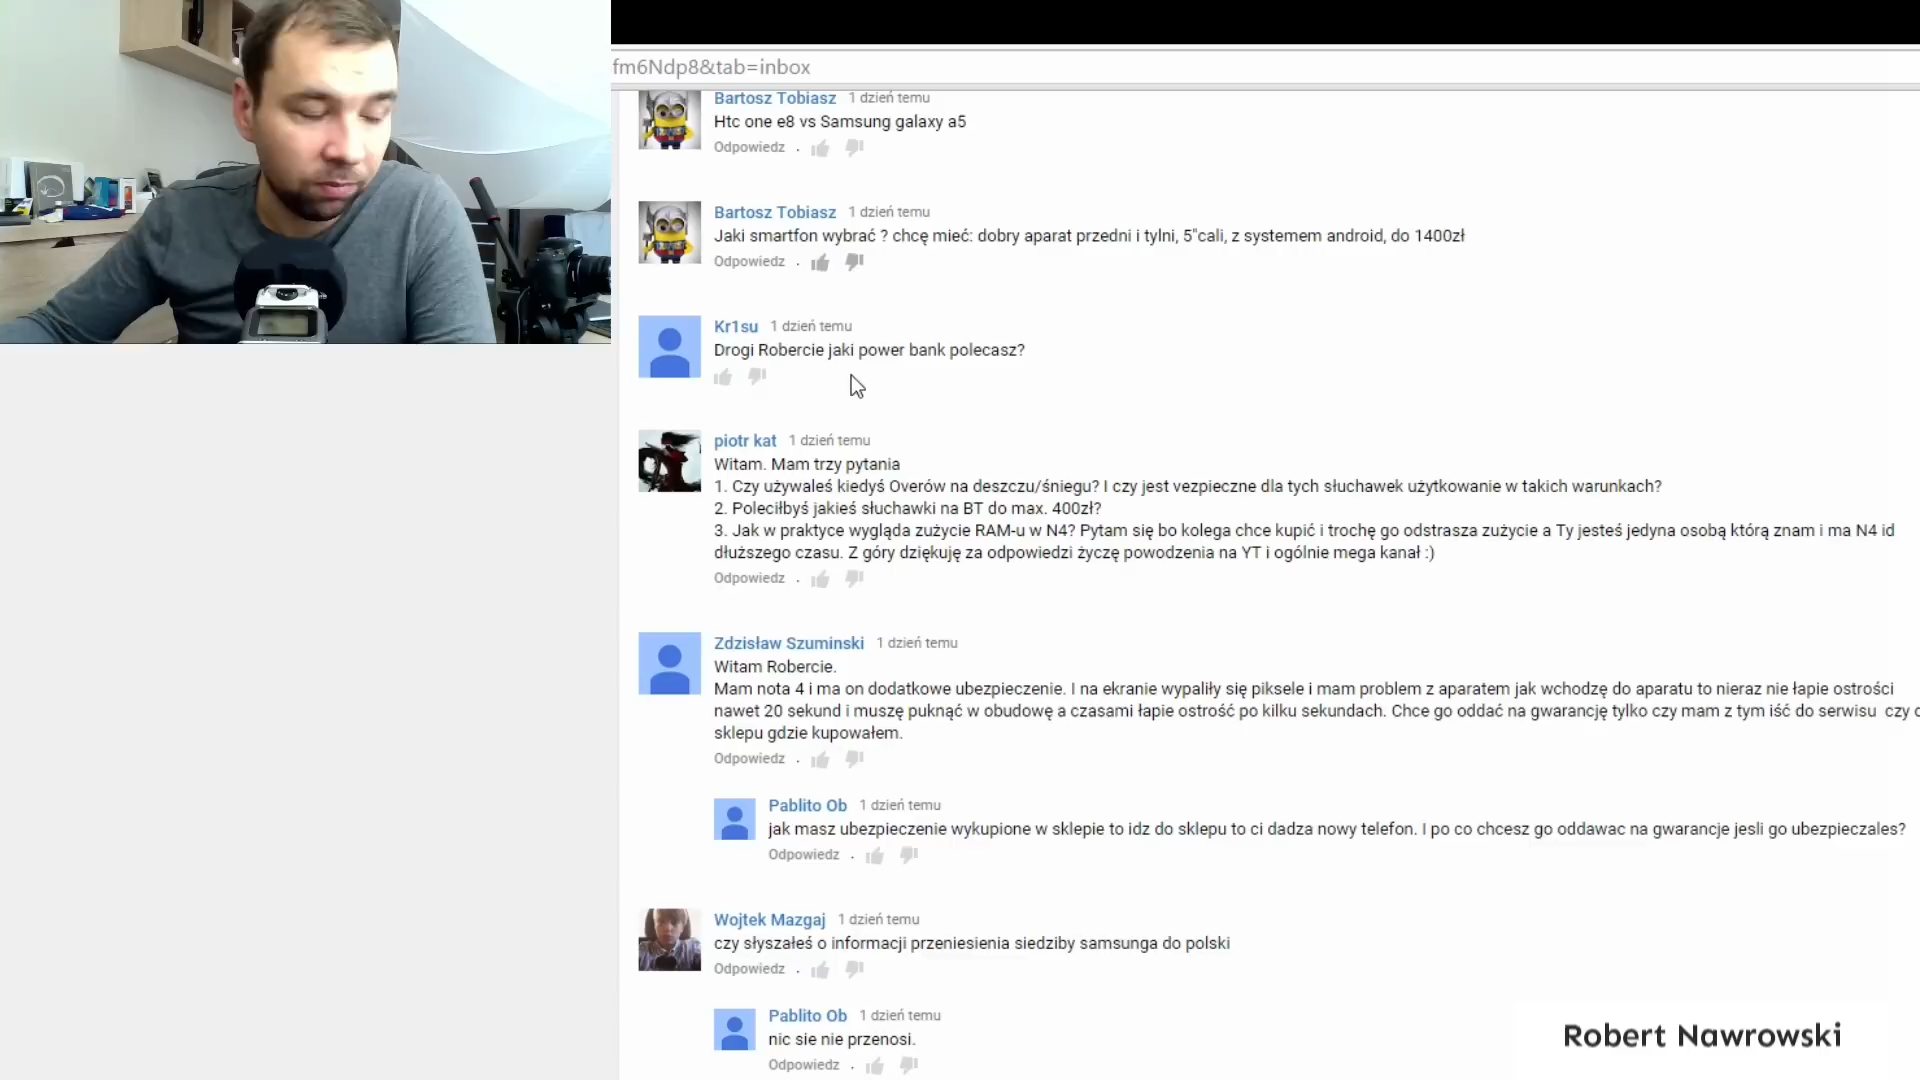 fm6Ndp8&tab=inbox
Bartosz Tobiasz 1 dzień temu
Htc one e8 vs Samsung galaxy a5
Odpowiedz .
Bartosz Tobiasz 1 dzień temu
Jaki smartfon wybrać ? chcę mieć: dobry aparat przedni i tylni, 5"cali, z systemem android, do 1400zł
Odpowiedz .
Kr1su 1 dzień temu
Drogi Robercie jaki power bank polecasz?
piotr kat 1 dzień temu
Witam. Mam trzy pytania
1. Czy używaleś kiedyś Overów na deszczu/śniegu? I czy jest vezpieczne dla tych słuchawek użytkowanie w takich warunkach?
2. Poleciłbyś jakieś słuchawki na BT do max. 400zł?
3. Jak w praktyce wygląda zużycie RAM-u w N4? Pytam się bo kolega chce kupić i trochę go odstrasza zużycie a Ty jesteś jedyna osobą którą znam i ma N4 id
dłuższego czasu. Z góry dziękuję za odpowiedzi życzę powodzenia na YT i ogólnie mega kanał :)
Odpowiedz .
Zdzisław Szuminski 1 dzień temu
Witam Robercie.
Mam nota 4 i ma on dodatkowe ubezpieczenie. I na ekranie wypaliły się piksele i mam problem z aparatem jak wchodzę do aparatu to nieraz nie łapie ostrości
nawet 20 sekund i muszę puknąć w obudowę a czasami łapie ostrość po kilku sekundach. Chce go oddać na gwarancję tylko czy mam z tym iść do serwisu czy
sklepu gdzie kupowałem.
Odpowiedz .
Pablito Ob 1 dzień temu
jak masz ubezpieczenie wykupione w sklepie to idz do sklepu to ci dadza nowy telefon. I po co chcesz go oddawac na gwarancje jesli go ubezpieczales?
Odpowiedz .
Wojtek Mazgaj 1 dzień temu
czy słyszałeś o informacji przeniesienia siedziby samsunga do polski
Odpowiedz .
Pablito Ob 1 dzień temu
nic sie nie przenosi.
Odpowiedz .
Robert Nawrowski